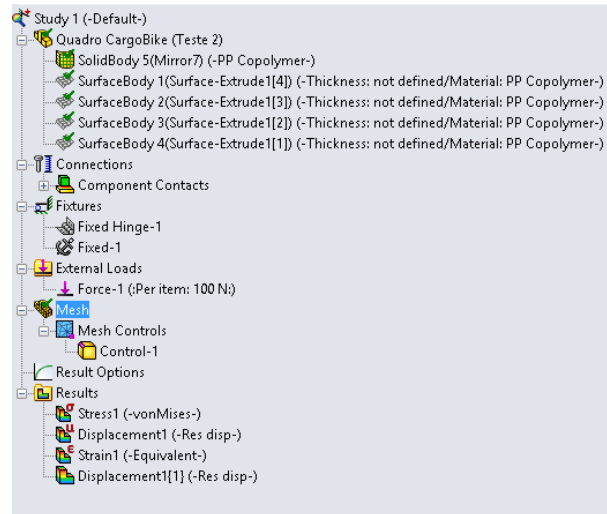 Study 1 (-Default-)
Quadro CargoBike (Teste 2)
SolidBody 5(Mirror7) (-PP Copolymer-)
SurfaceBody 1(Surface-Extrude1[4]) (-Thickness: not defined/Material: PP Copolymer-)
SurfaceBody 2(Surface-Extrude1[3]) (-Thickness: not defined/Material: PP Copolymer-)
SurfaceBody 3(Surface-Extrude1[2]) (-Thickness: not defined/Material: PP Copolymer-)
SurfaceBody 4(Surface-Extrude1[1]) (-Thickness: not defined/Material: PP Copolymer-)
Connections
Component Contacts
Fixtures
Fixed Hinge-1
Fixed-1
External Loads
Force-1 (:Per item: 100 N:)
Mesh
Mesh Controls
Control-1
Result Options
Results
Stress1 (-vonMises-)
Displacement1 (-Res disp-)
Strain1 (-Equivalent-)
Displacement1{1} (-Res disp-)